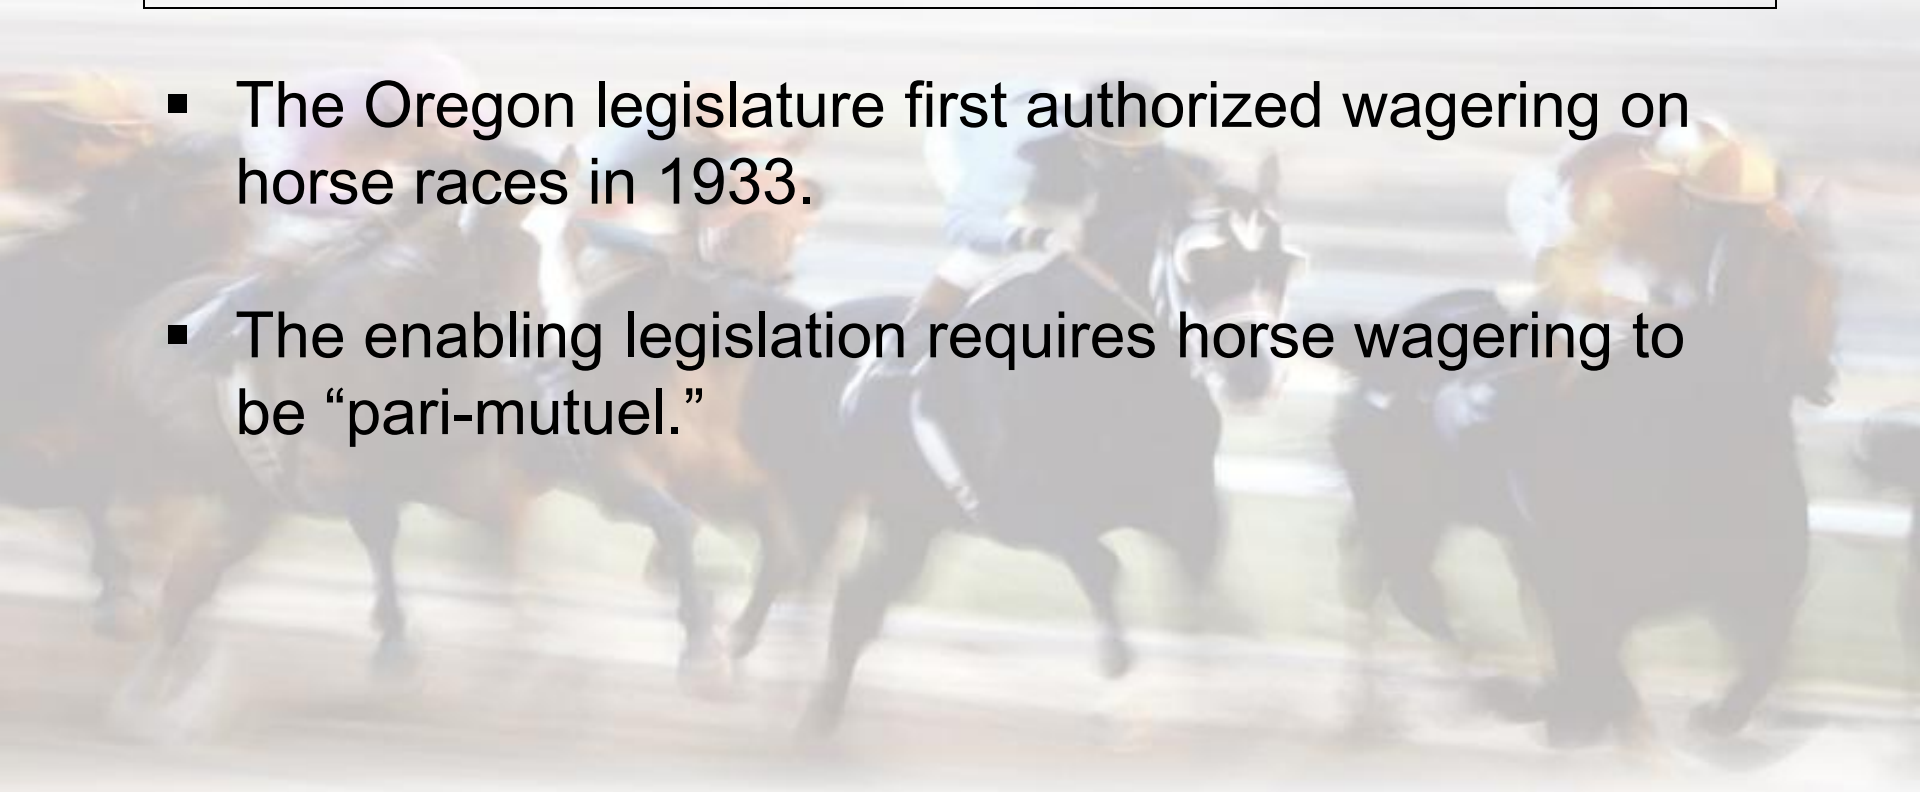 ▪ The Oregon legislature first authorized wagering on
horse races in 1933.
▪ The enabling legislation requires horse wagering to
be “pari-mutuel.”